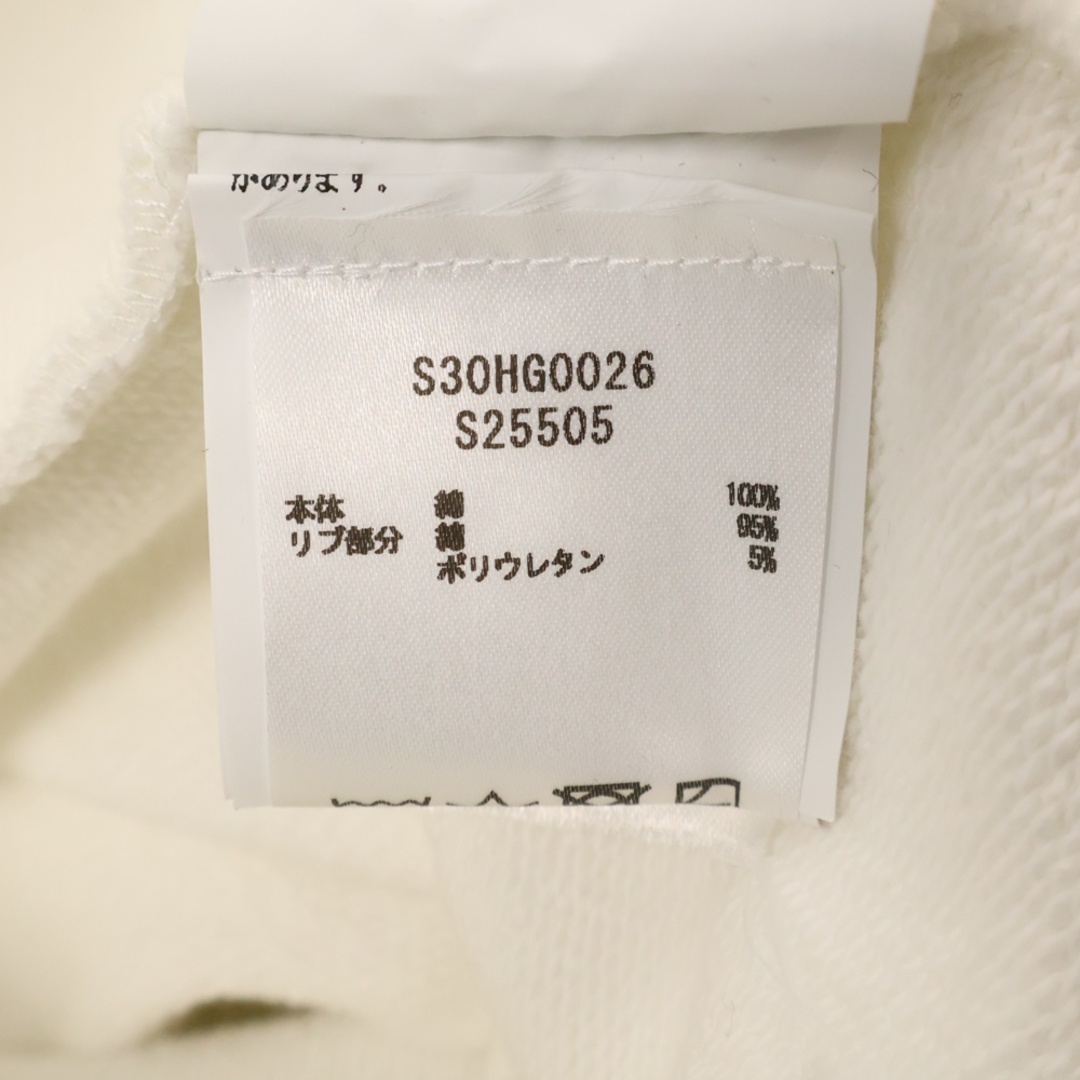 があります。
S30HG0026
S25505
本体 綿 100%
リブ部分 綿 95%
ポリウレタン 5%